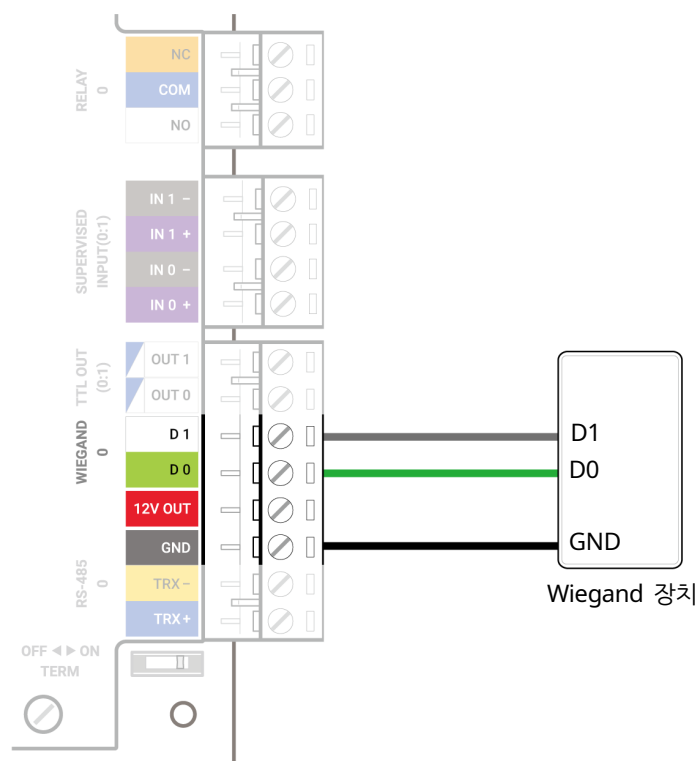 RELAY
0
NC
COM
NO
SUPERVISED
INPUT(0:1)
IN 1 −
IN 1 +
IN 0 −
IN 0 +
TTL OUT
(0:1)
OUT 1
OUT 0
WIEGAND
0
D 1
D 0
12V OUT
GND
RS-485
0
TRX −
TRX +
OFF ◀ ▶ ON
TERM
D1
D0
GND
Wiegand 장치